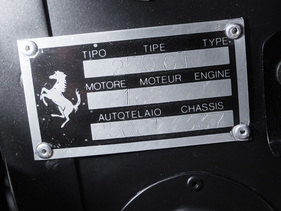 TIPO TIPE TYPE
MOTORE MOTEUR ENGINE
AUTOTELAIO CHASSIS